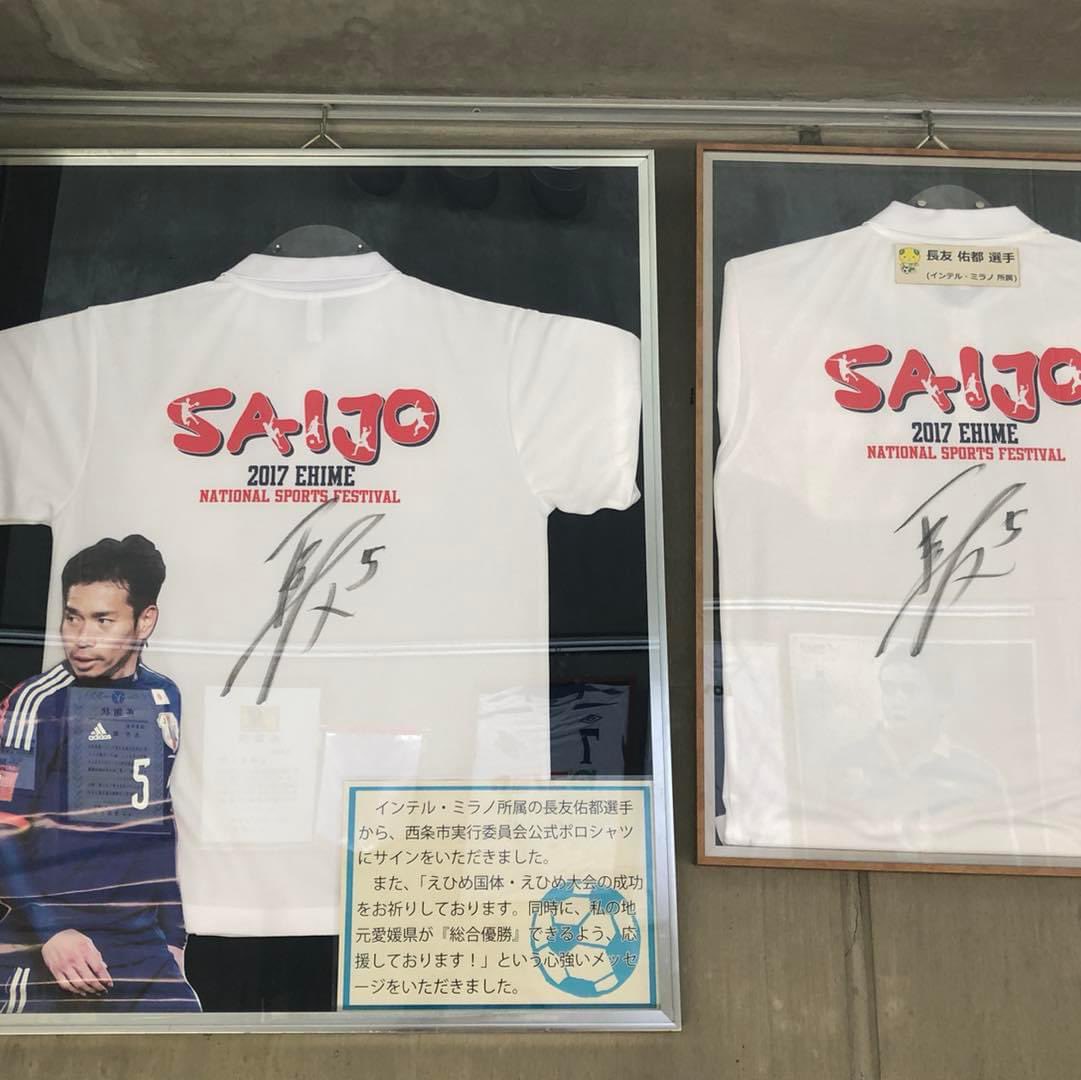 SAIJO
2017 EHIME
NATIONAL SPORTS FESTIVAL
5
adidas
5
インテル・ミラノ所属の長友佑都選手
から、西条市実行委員会公式ポロシャツ
にサインをいただきました。
また、「えひめ国体・えひめ大会の成功
をお祈りしております。同時に、私の地
元愛媛県が『総合優勝』できるよう、応
援しております！」という心強いメッセ
ージをいただきました。
長友 佑都 選手
(インテル・ミラノ 所属)
SAIJO
2017 EHIME
NATIONAL SPORTS FESTIVAL
5